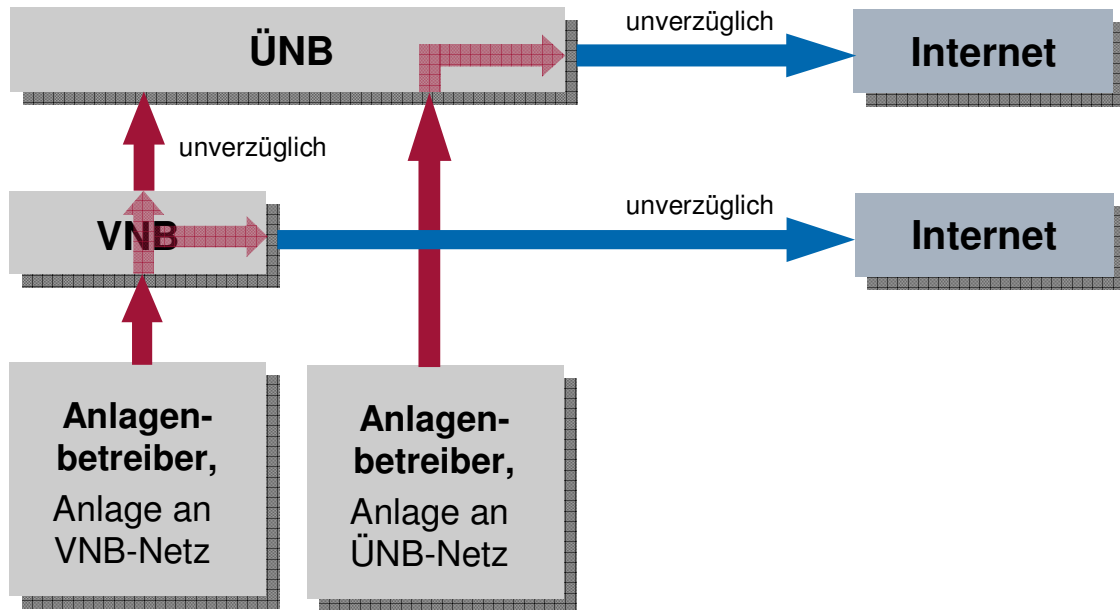 unverzüglich
ÜNB
Internet
unverzüglich
unverzüglich
VNB
Internet
Anlagen-
betreiber,
Anlage an
VNB-Netz
Anlagen-
betreiber,
Anlage an
ÜNB-Netz